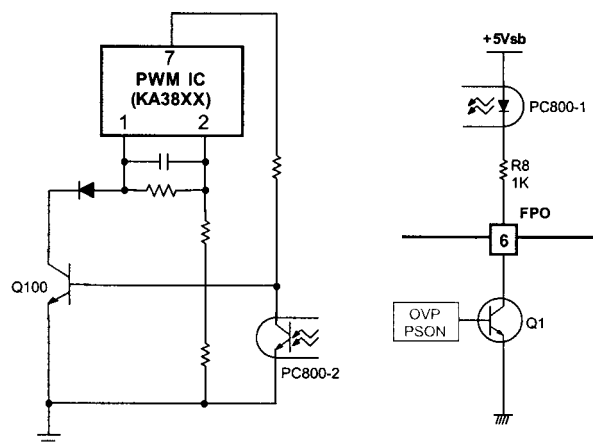 7
PWM IC
(KA38XX)
1 2
Q100
PC800-2
+5Vsb
PC800-1
R8
1K
FPO
6
OVP
PSON
Q1